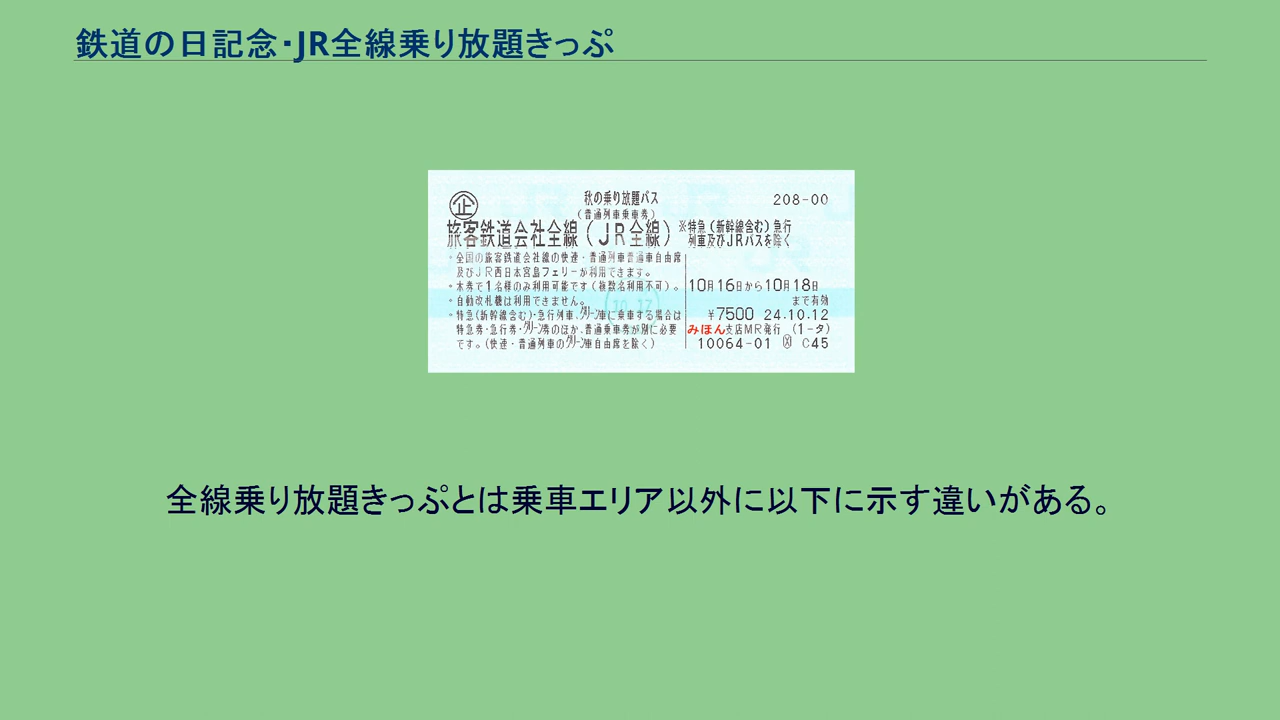 鉄道の日記念・JR全線乗り放題きっぷ
企
秋の乗り放題パス
208-00
(普通列車乗車券)
旅客鉄道会社全線(JR全線)
※特急(新幹線含む)急行
列車及びJRバスを除く
・全国の旅客鉄道会社線の快速・普通列車普通車自由席
及びJR西日本宮島フェリーが利用できます。
・本券で1名様のみ利用可能です(複数名利用不可)。
10月16日から10月18日
・自動改札機は利用できません。
まで有効
・特急(新幹線含む)・急行列車、グリーン車に乗車する場合は
¥7500 24.10.12
特急券・急行券・グリーン券のほか、普通乗車券が別に必要
みほん支店MR発行 (1-タ)
です。(快速・普通列車のグリーン車自由席を除く)
10064-01 C45
10.17
全線乗り放題きっぷとは乗車エリア以外に以下に示す違いがある。